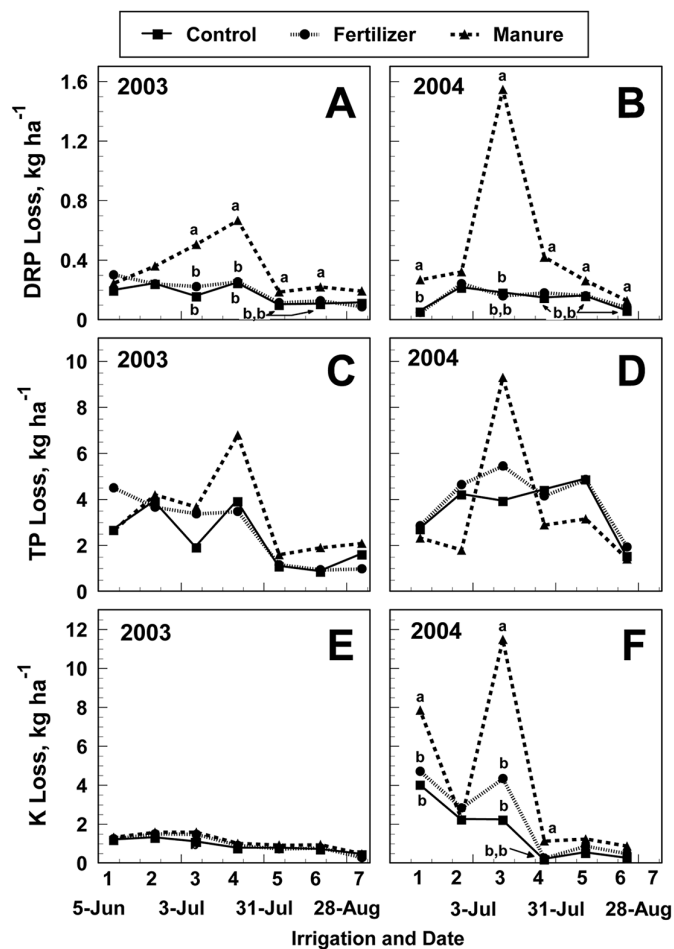 Control Fertilizer Manure
2003 A 2004 B
DRP Loss, kg ha-1
1.6
1.2
0.8
0.4
0
a a a a
b b b b,b
a a a a a
b b,b b,b
2003 C 2004 D
TP Loss, kg ha-1
10
8
6
4
2
0
2003 E 2004 F
K Loss, kg ha-1
12
10
8
6
4
2
0
a a a
b b b b b,b
1 2 3 4 5 6 7 1 2 3 4 5 6 7
5-Jun 3-Jul 31-Jul 28-Aug 3-Jul 31-Jul 28-Aug
Irrigation and Date